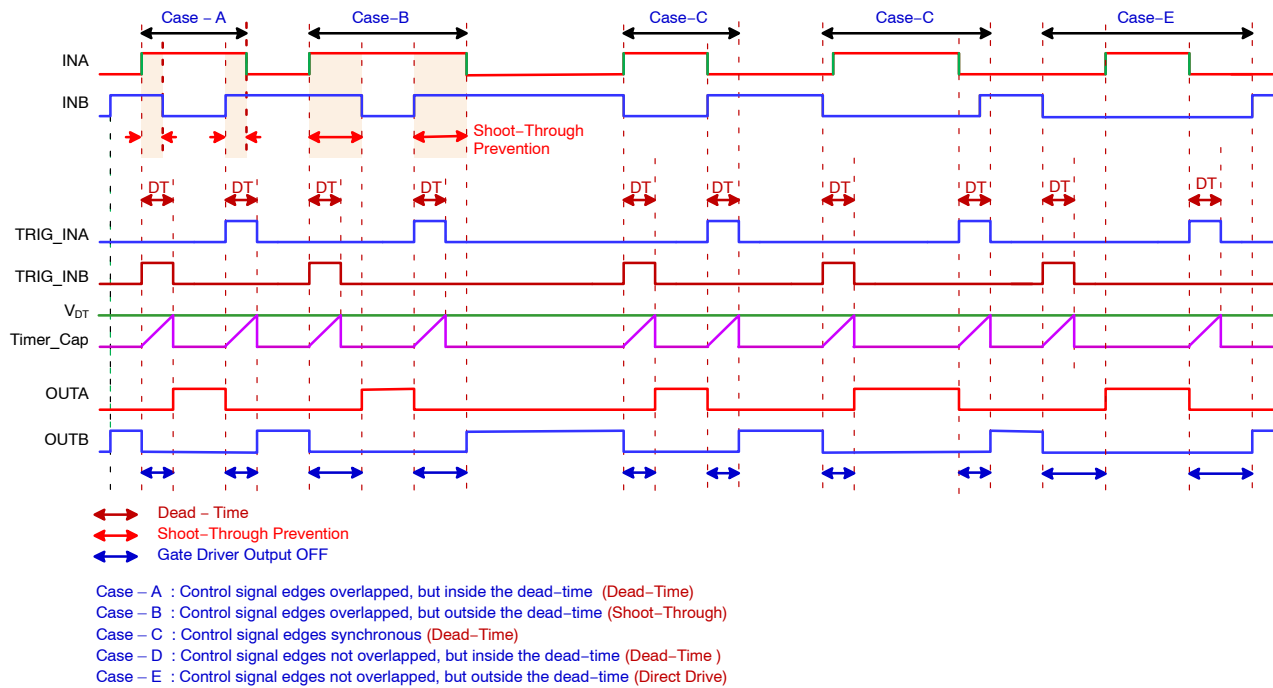 Case – A
Case–B
Case–C
Case–C
Case–E
INA
INB
Shoot–Through
Prevention
DT
DT
DT
DT
DT
DT
DT
DT
DT
DT
TRIG_INA
TRIG_INB
VDT
Timer_Cap
OUTA
OUTB
Dead – Time
Shoot–Through Prevention
Gate Driver Output OFF
Case – A : Control signal edges overlapped, but inside the dead–time (Dead–Time)
Case – B : Control signal edges overlapped, but outside the dead–time (Shoot–Through)
Case – C : Control signal edges synchronous (Dead–Time)
Case – D : Control signal edges not overlapped, but inside the dead–time (Dead–Time )
Case – E : Control signal edges not overlapped, but outside the dead–time (Direct Drive)